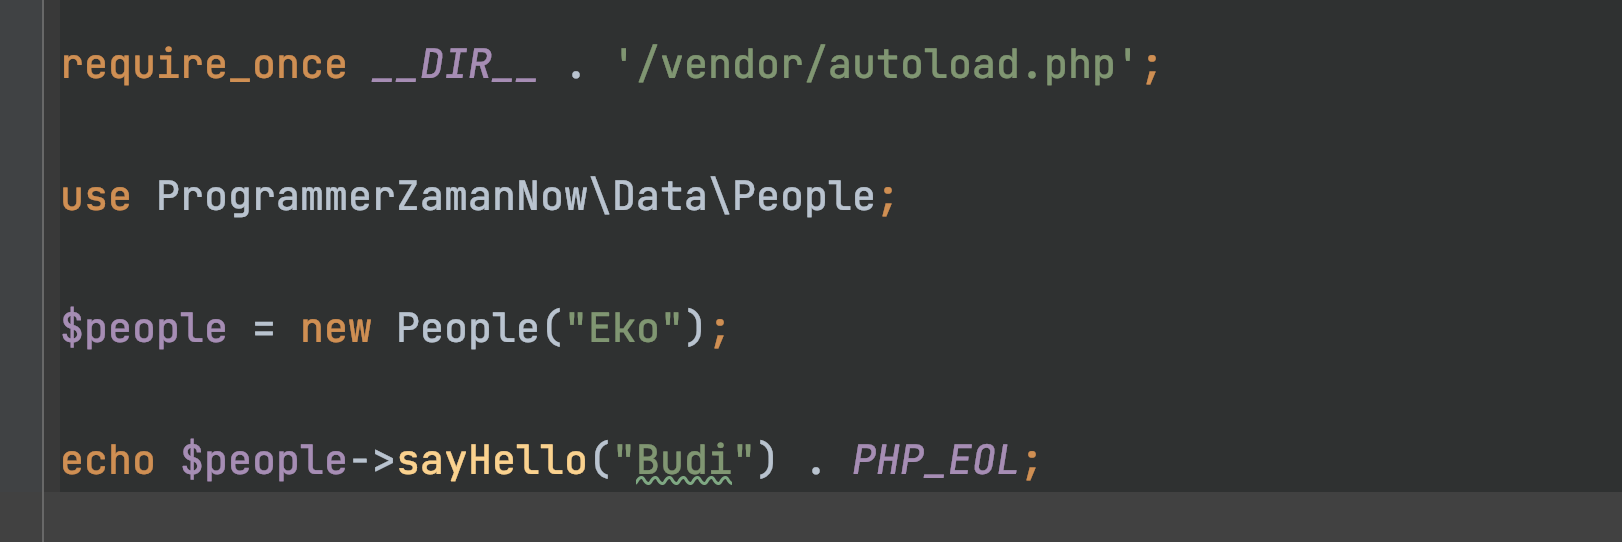 require_once __DIR__ . '/vendor/autoload.php';
use ProgrammerZamanNow\Data\People;
$people = new People("Eko");
echo $people->sayHello("Budi") . PHP_EOL;